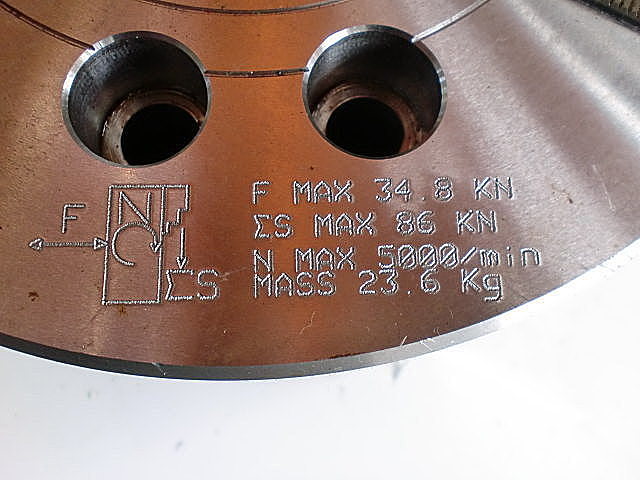 F MAX 34.8 KN
ΣS MAX 86 KN
N MAX 5000/min
MASS 23.6 Kg
F
N
ΣS